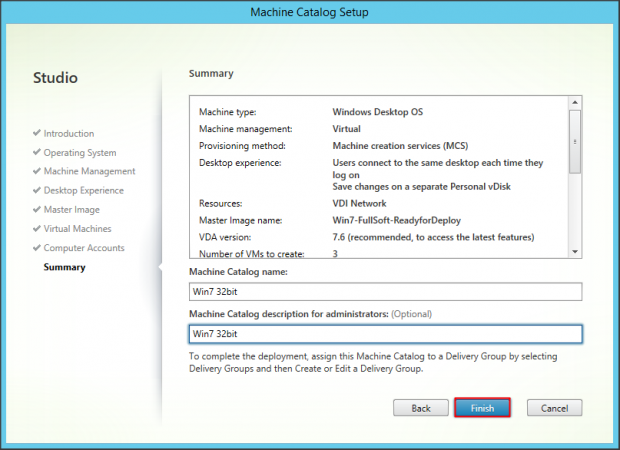 Machine Catalog Setup
Studio
Introduction
Operating System
Machine Management
Desktop Experience
Master Image
Virtual Machines
Computer Accounts
Summary
Summary
Machine type: Windows Desktop OS
Machine management: Virtual
Provisioning method: Machine creation services (MCS)
Desktop experience: Users connect to the same desktop each time they
log on
Save changes on a separate Personal vDisk
Resources: VDI Network
Master Image name: Win7-FullSoft-ReadyforDeploy
VDA version: 7.6 (recommended, to access the latest features)
Number of VMs to create: 3
Machine Catalog name:
Win7 32bit
Machine Catalog description for administrators: (Optional)
Win7 32bit
To complete the deployment, assign this Machine Catalog to a Delivery Group by selecting
Delivery Groups and then Create or Edit a Delivery Group.
Back Finish Cancel